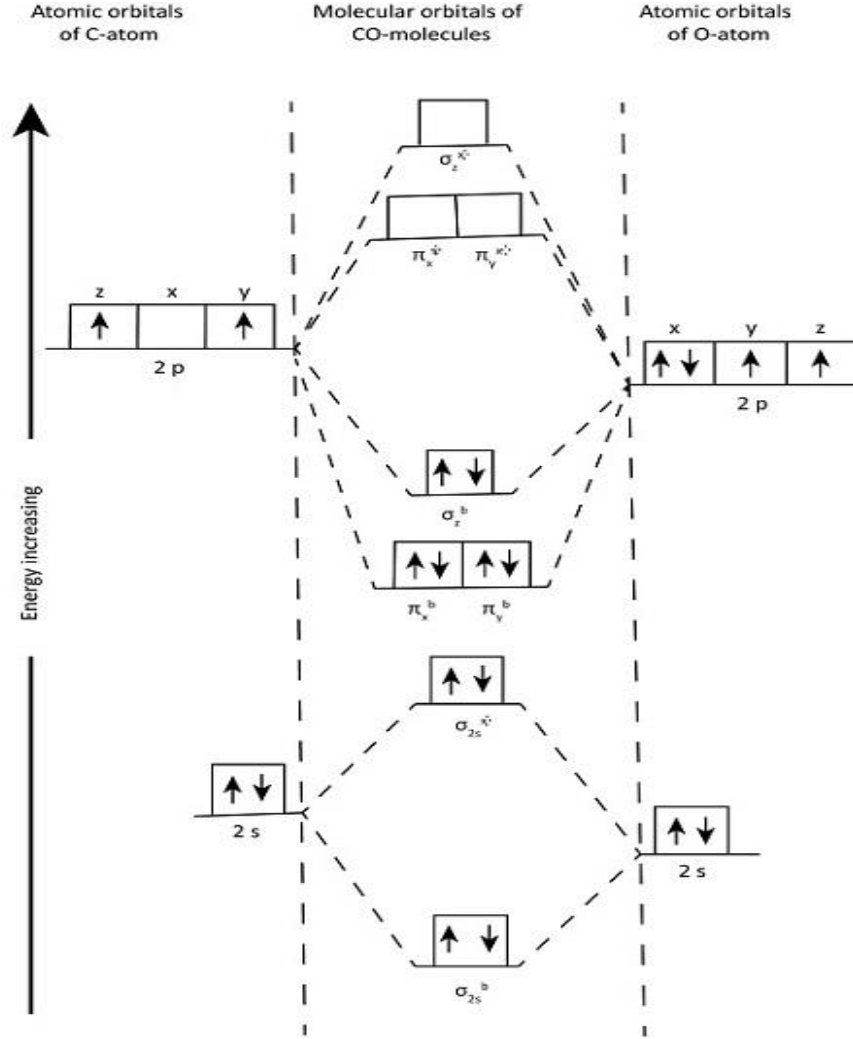 Atomic orbitals
of C-atom
Molecular orbitals of
CO-molecules
Atomic orbitals
of O-atom
σz*
πx* πy*
z x y
2 p
x y z
2 p
σzb
πxb πyb
Energy increasing
σ2s*
2 s
2 s
σ2sb